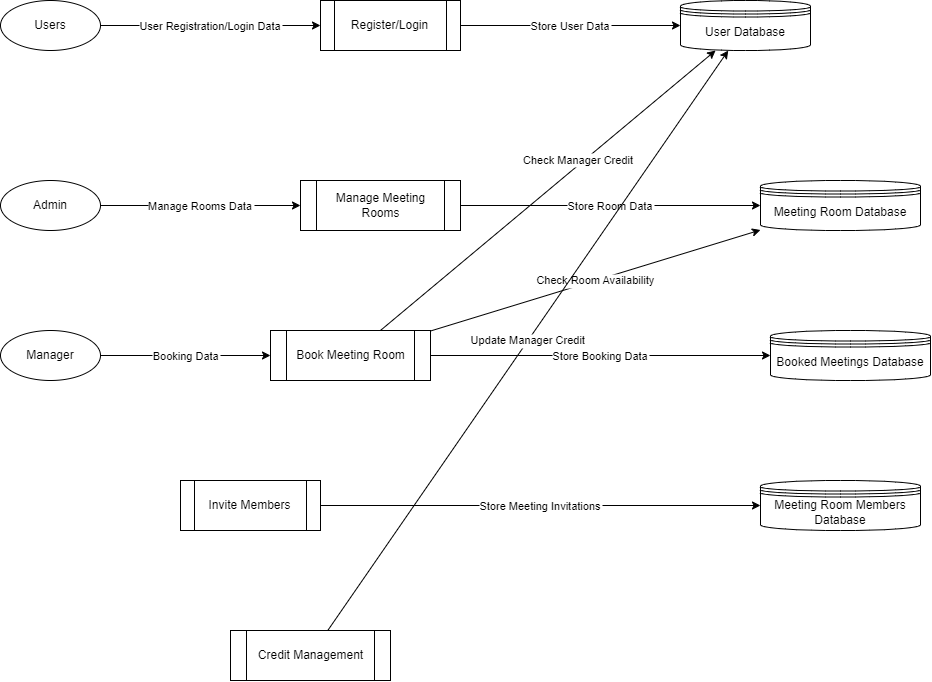 Users
User Registration/Login Data
Register/Login
Store User Data
User Database
Check Manager Credit
Admin
Manage Rooms Data
Manage Meeting
Rooms
Store Room Data
Meeting Room Database
Check Room Availability
Update Manager Credit
Manager
Booking Data
Book Meeting Room
Store Booking Data
Booked Meetings Database
Invite Members
Store Meeting Invitations
Meeting Room Members
Database
Credit Management